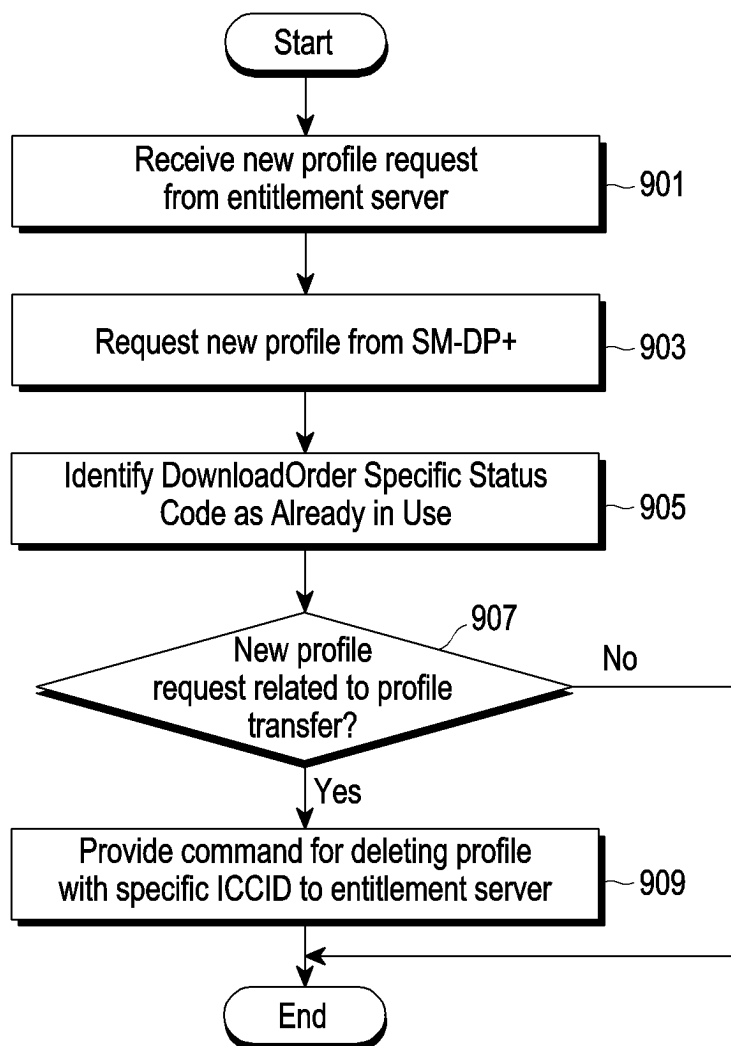 Start
Receive new profile request
from entitlement server
901
Request new profile from SM-DP+
903
Identify DownloadOrder Specific Status
Code as Already in Use
905
907
New profile
request related to profile
transfer?
No
Yes
Provide command for deleting profile
with specific ICCID to entitlement server
909
End